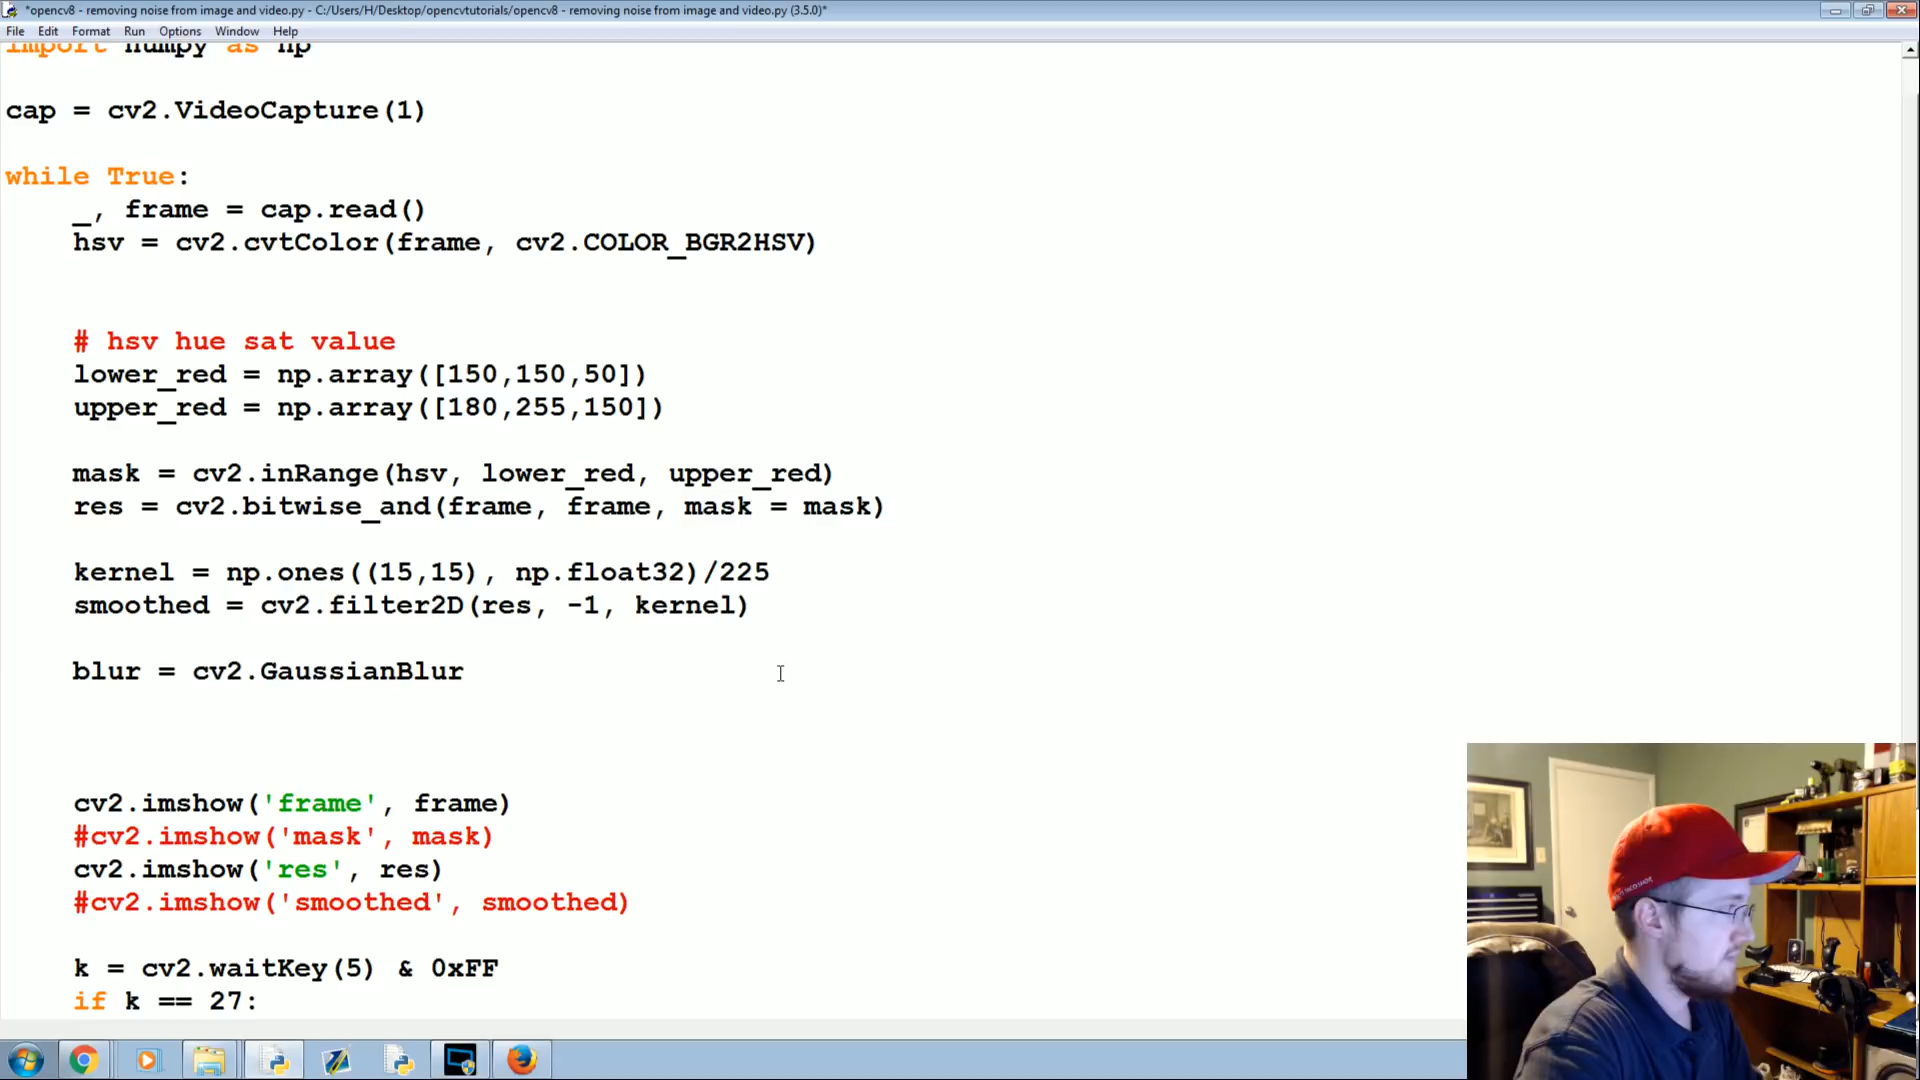 *opencv8 - removing noise from image and video.py - C:/Users/H/Desktop/opencvtutorials/opencv8 - removing noise from image and video.py (3.5.0)*
File Edit Format Run Options Window Help
import numpy as np
cap = cv2.VideoCapture(1)
while True:
_, frame = cap.read()
hsv = cv2.cvtColor(frame, cv2.COLOR_BGR2HSV)
# hsv hue sat value
lower_red = np.array([150,150,50])
upper_red = np.array([180,255,150])
mask = cv2.inRange(hsv, lower_red, upper_red)
res = cv2.bitwise_and(frame, frame, mask = mask)
kernel = np.ones((15,15), np.float32)/225
smoothed = cv2.filter2D(res, -1, kernel)
blur = cv2.GaussianBlur
cv2.imshow('frame', frame)
#cv2.imshow('mask', mask)
cv2.imshow('res', res)
#cv2.imshow('smoothed', smoothed)
k = cv2.waitKey(5) & 0xFF
if k == 27: